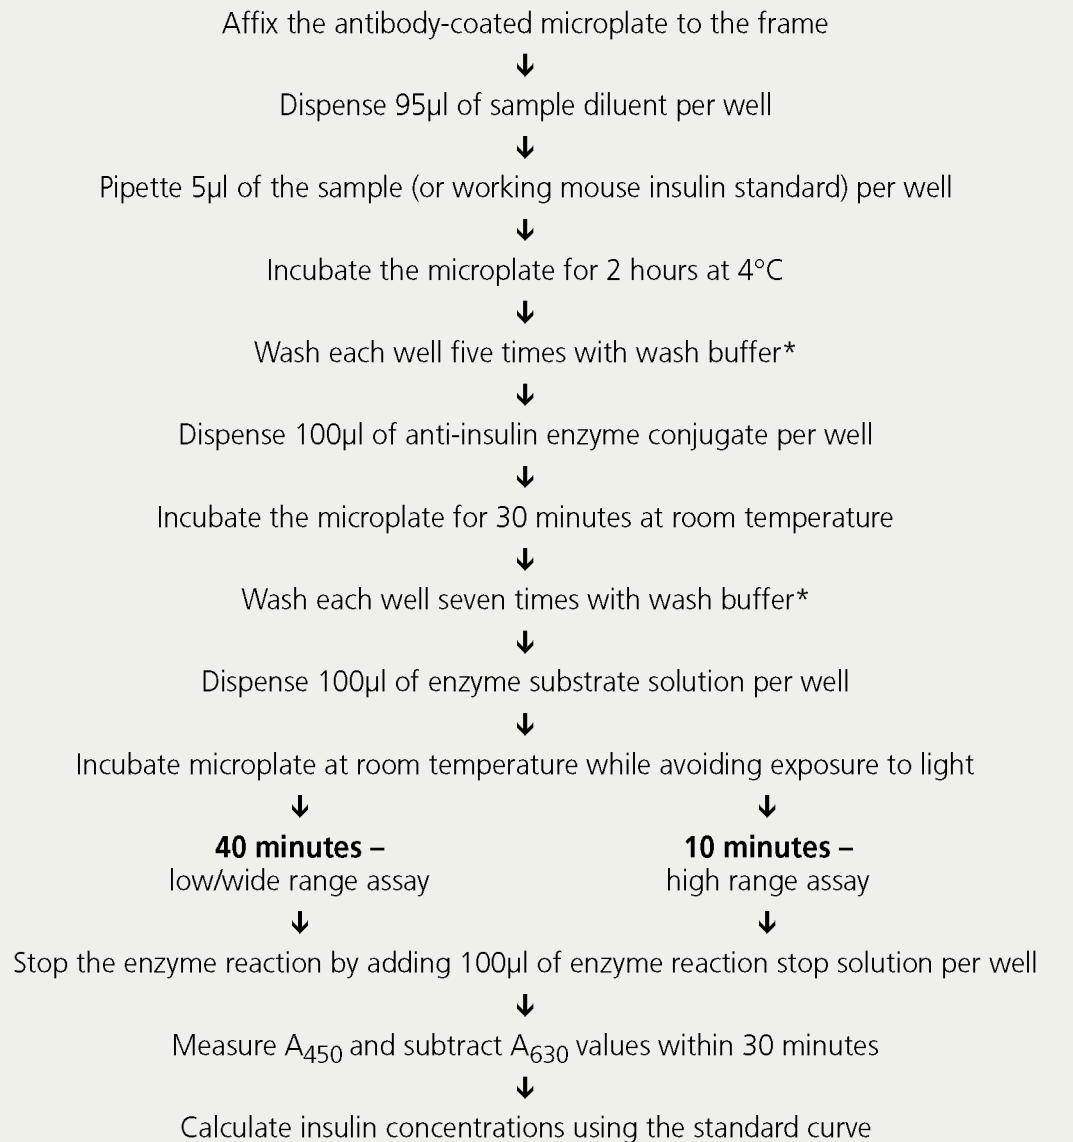 Affix the antibody-coated microplate to the frame
↓
Dispense 95µl of sample diluent per well
↓
Pipette 5µl of the sample (or working mouse insulin standard) per well
↓
Incubate the microplate for 2 hours at 4°C
↓
Wash each well five times with wash buffer*
↓
Dispense 100µl of anti-insulin enzyme conjugate per well
↓
Incubate the microplate for 30 minutes at room temperature
↓
Wash each well seven times with wash buffer*
↓
Dispense 100µl of enzyme substrate solution per well
↓
Incubate microplate at room temperature while avoiding exposure to light
↓ ↓
40 minutes –
low/wide range assay
10 minutes –
high range assay
↓ ↓
Stop the enzyme reaction by adding 100µl of enzyme reaction stop solution per well
↓
Measure A450 and subtract A630 values within 30 minutes
↓
Calculate insulin concentrations using the standard curve